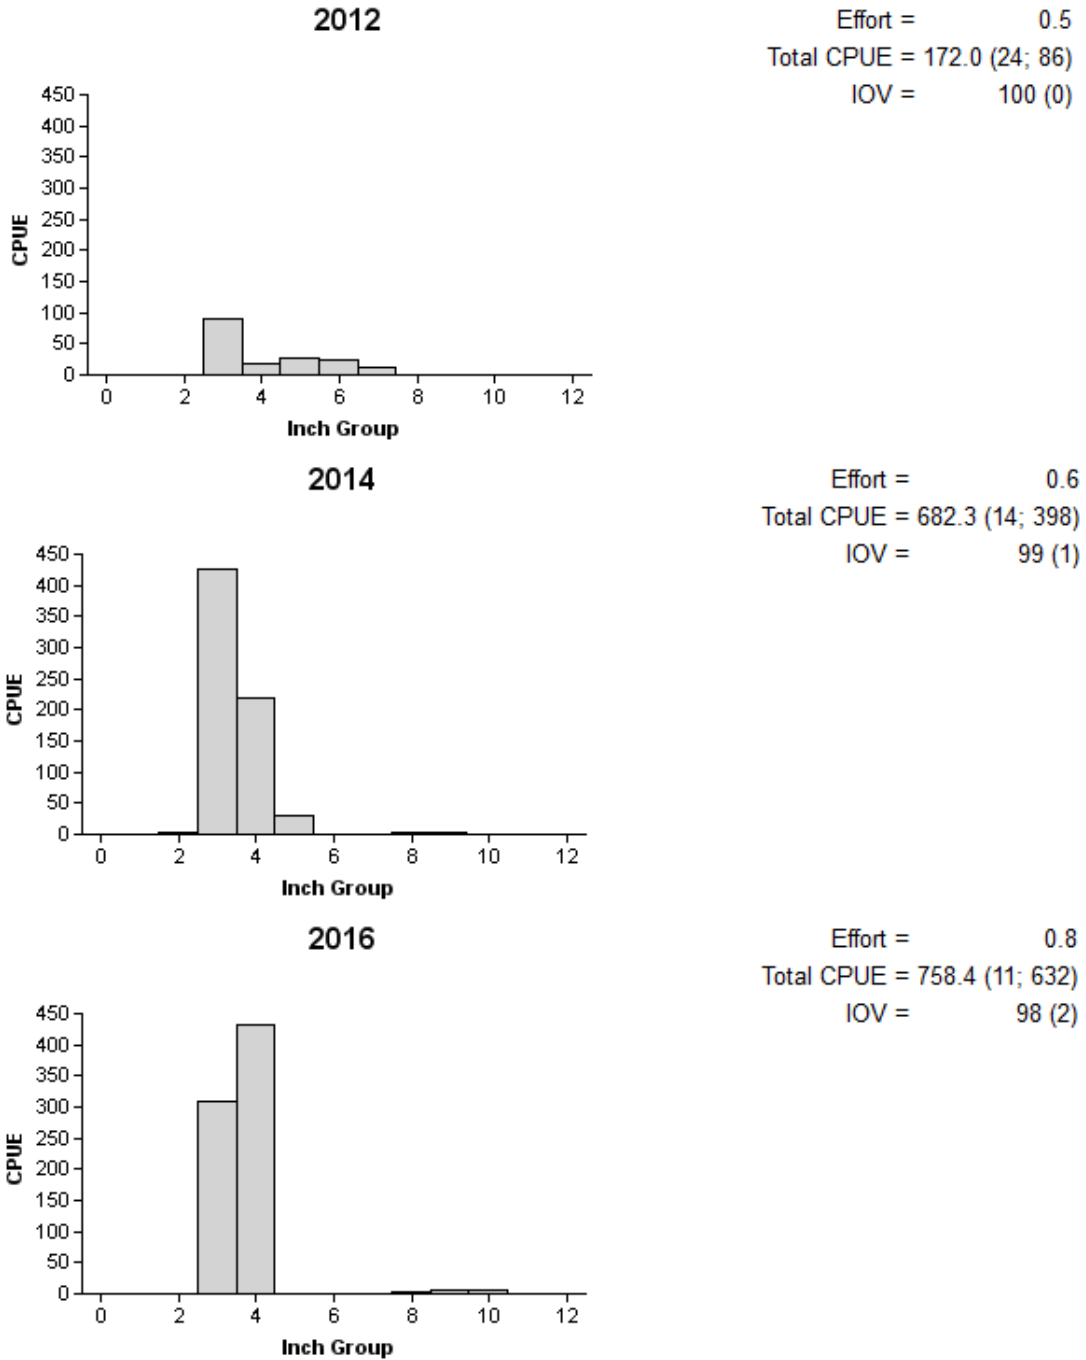 2012
Effort = 0.5
Total CPUE = 172.0 (24; 86)
IOV = 100 (0)
450
400
350
300
250
200
150
100
50
0
CPUE
0 2 4 6 8 10 12
Inch Group
2014
Effort = 0.6
Total CPUE = 682.3 (14; 398)
IOV = 99 (1)
450
400
350
300
250
200
150
100
50
0
CPUE
0 2 4 6 8 10 12
Inch Group
2016
Effort = 0.8
Total CPUE = 758.4 (11; 632)
IOV = 98 (2)
450
400
350
300
250
200
150
100
50
0
CPUE
0 2 4 6 8 10 12
Inch Group